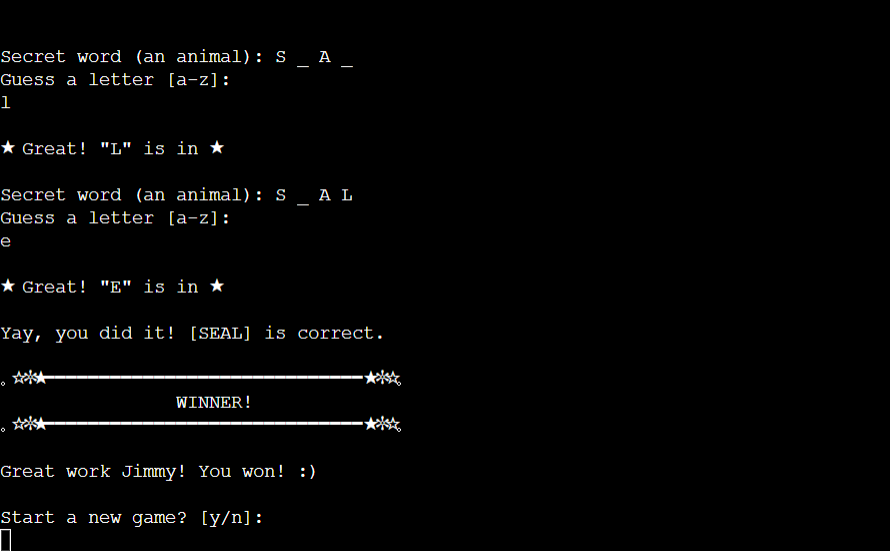 Secret word (an animal): S _ A _
Guess a letter [a-z]:
l
★ Great! "L" is in ★
Secret word (an animal): S _ A L
Guess a letter [a-z]:
e
★ Great! "E" is in ★
Yay, you did it! [SEAL] is correct.
｡☆✼★━━━━━━━━━━━━━━━━━━━━━━━━━━━━━★✼☆｡
WINNER!
｡☆✼★━━━━━━━━━━━━━━━━━━━━━━━━━━━━━★✼☆｡
Great work Jimmy! You won! :)
Start a new game? [y/n]: